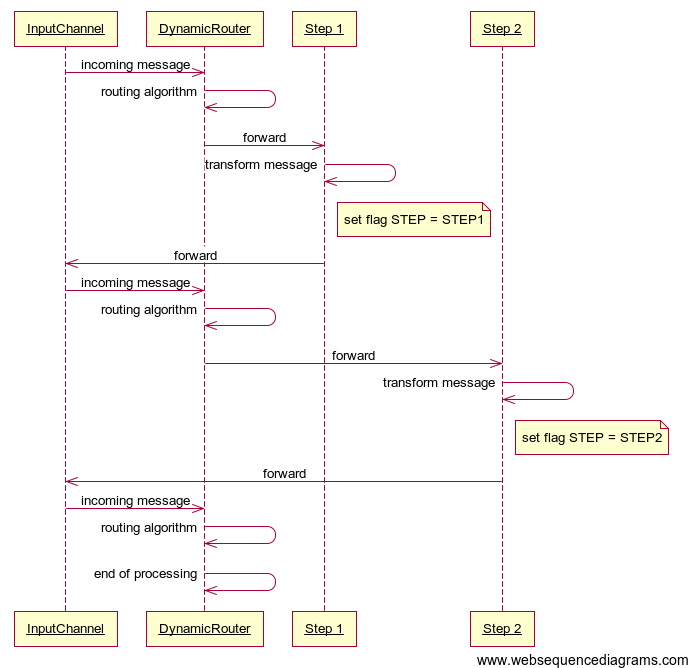 InputChannel
DynamicRouter
Step 1
Step 2
incoming message
routing algorithm
forward
transform message
set flag STEP = STEP1
forward
incoming message
routing algorithm
forward
transform message
set flag STEP = STEP2
forward
incoming message
routing algorithm
end of processing
InputChannel
DynamicRouter
Step 1
Step 2
www.websequencediagrams.com